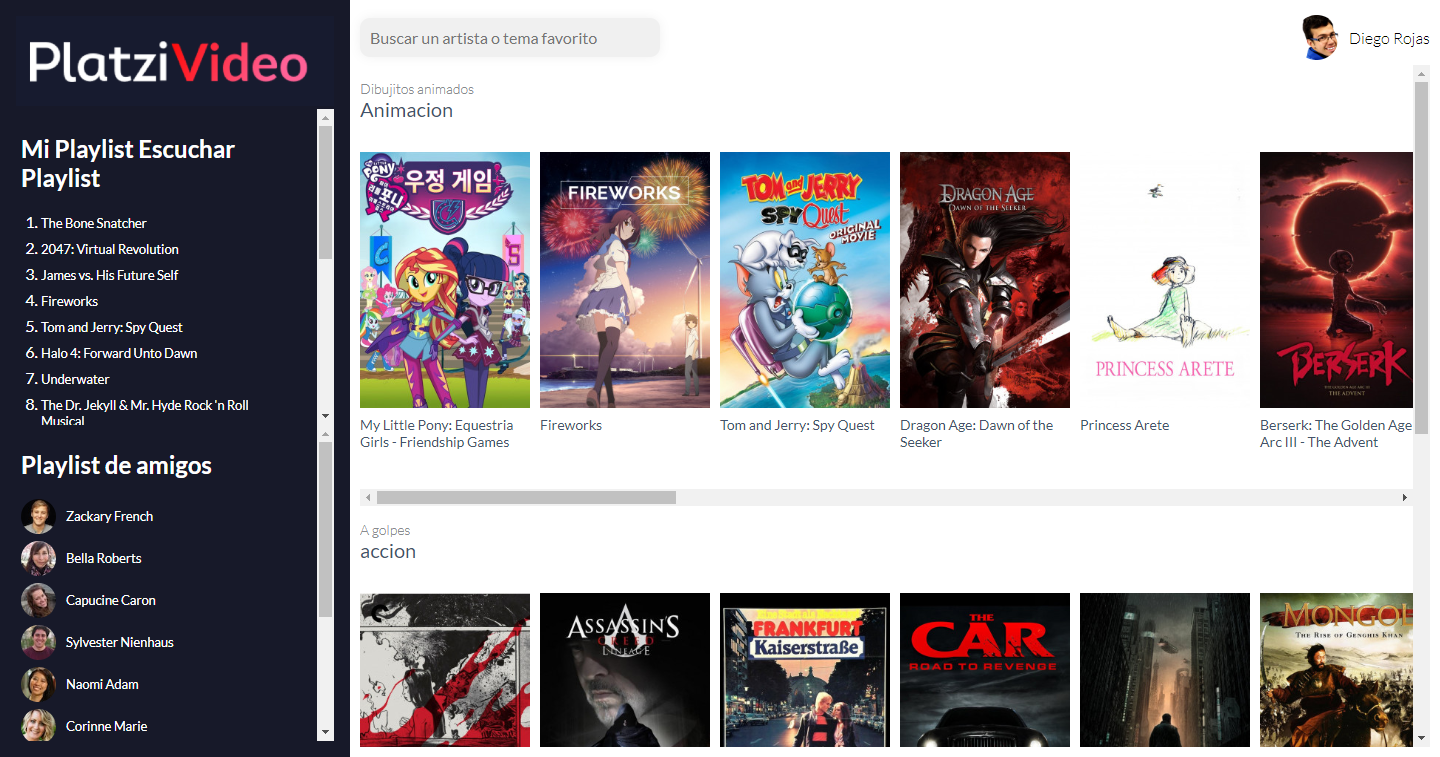 PlatziVideo
Mi Playlist Escuchar
Playlist
1. The Bone Snatcher
2. 2047: Virtual Revolution
3. James vs. His Future Self
4. Fireworks
5. Tom and Jerry: Spy Quest
6. Halo 4: Forward Unto Dawn
7. Underwater
8. The Dr. Jekyll & Mr. Hyde Rock 'n Roll
Musical
Playlist de amigos
Zackary French
Bella Roberts
Capucine Caron
Sylvester Nienhaus
Naomi Adam
Corinne Marie
Buscar un artista o tema favorito
Diego Rojas
Dibujitos animados
Animacion
PONY
우정 게임
C
S
FIREWORKS
TOM and JERRY
SPY Quest
ORIGINAL
MOVIE
DRAGON AGE
DAWN OF THE SEEKER
PRINCESS ARETE
BERSERK
THE ADVENT
My Little Pony: Equestria
Girls - Friendship Games
Fireworks
Tom and Jerry: Spy Quest
Dragon Age: Dawn of the
Seeker
Princess Arete
Berserk: The Golden Age
Arc III - The Advent
A golpes
accion
ASSASSIN'S
CREED
LINEAGE
FRANKFURT
Kaiserstraße
THE
CAR
ROAD TO REVENGE
MONGOL
THE RISE OF GENGHIS KHAN